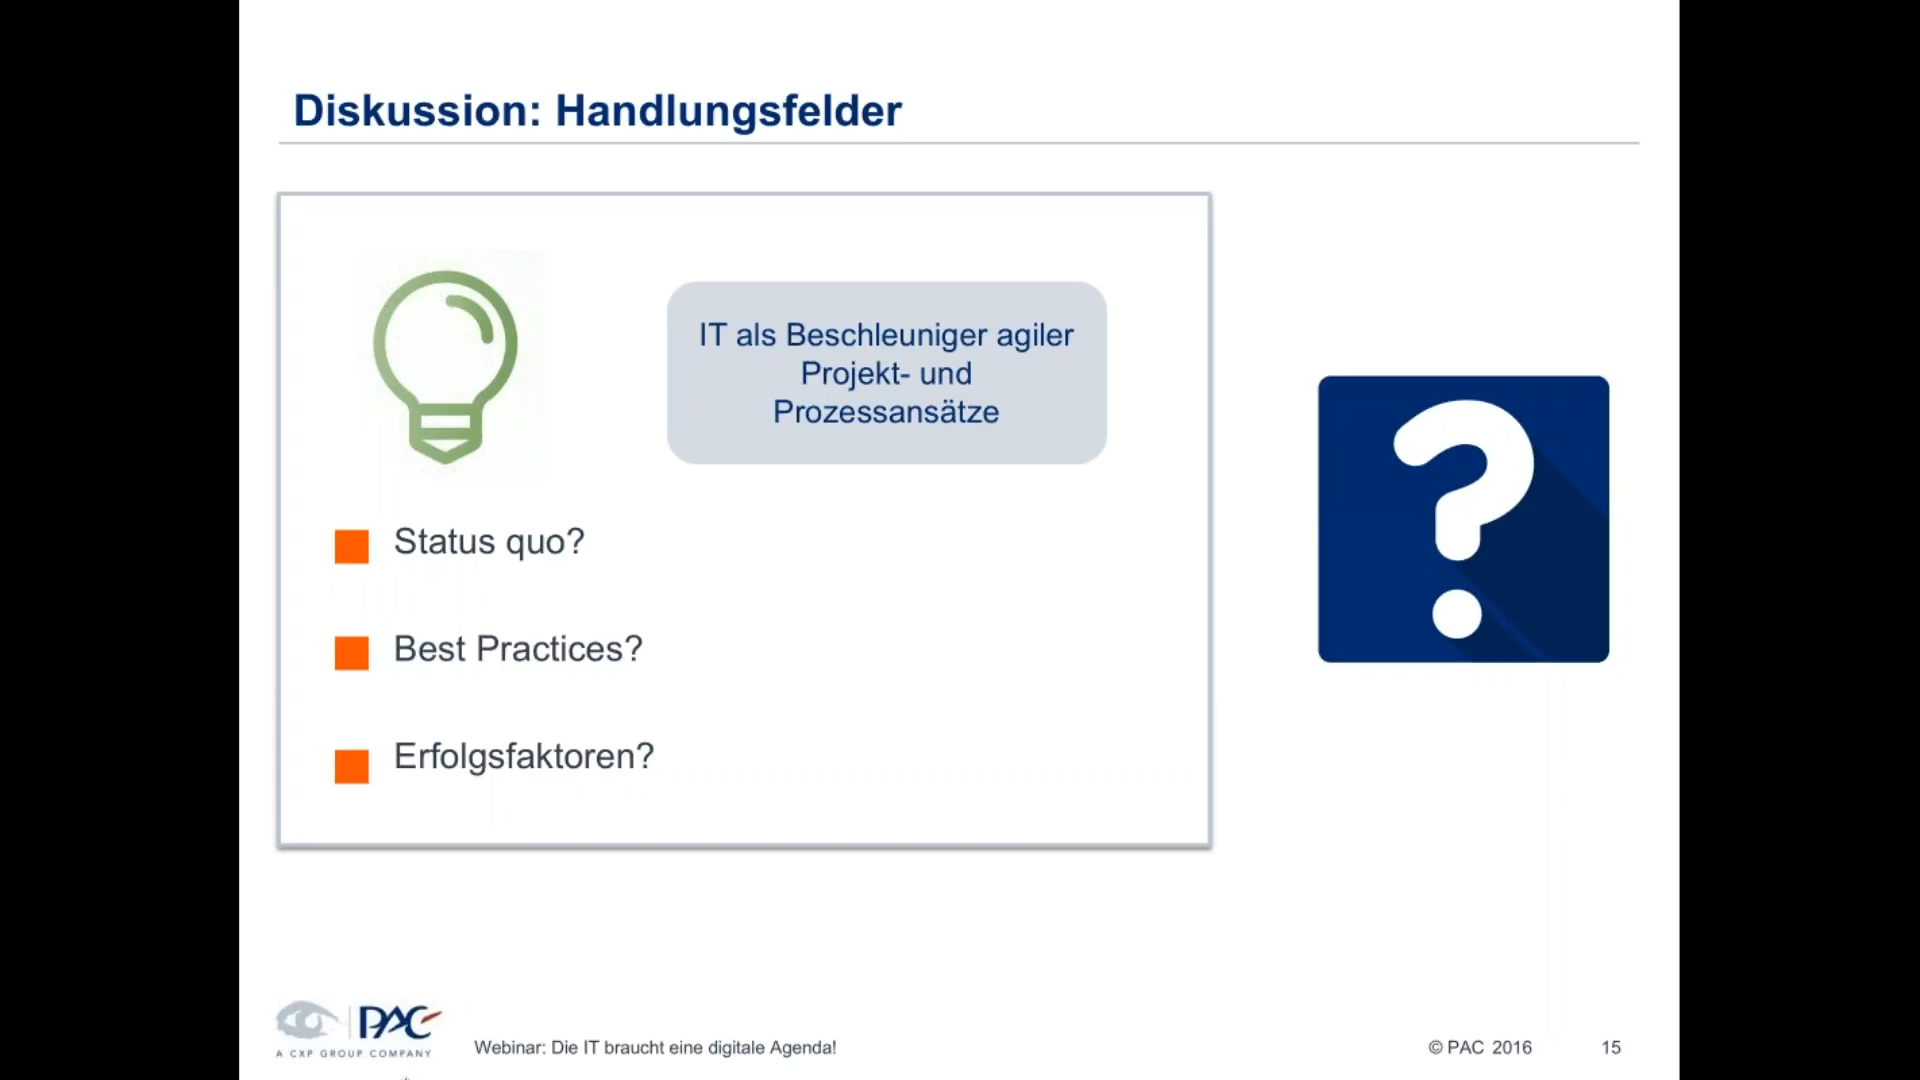 Diskussion: Handlungsfelder
IT als Beschleuniger agiler
Projekt- und
Prozessansätze
Status quo?
Best Practices?
Erfolgsfaktoren?
?
PAC
A CXP GROUP COMPANY
Webinar: Die IT braucht eine digitale Agenda!
© PAC 2016
15